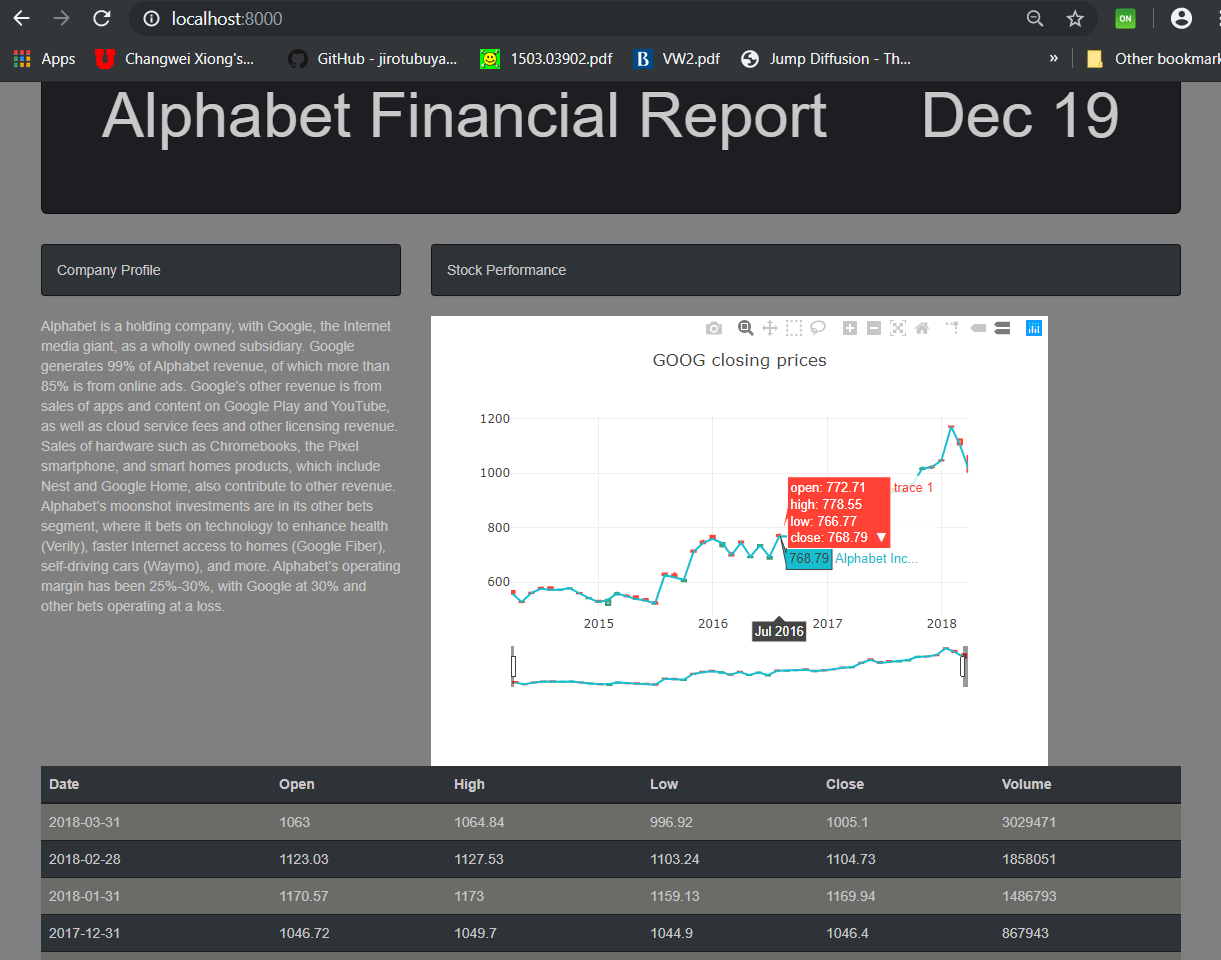 localhost:8000
ON
Apps Changwei Xiong's... GitHub - jirotubuya... 1503.03902.pdf B VW2.pdf Jump Diffusion - Th... » Other bookmark
Alphabet Financial Report Dec 19
Company Profile
Stock Performance
Alphabet is a holding company, with Google, the Internet
media giant, as a wholly owned subsidiary. Google
generates 99% of Alphabet revenue, of which more than
85% is from online ads. Google's other revenue is from
sales of apps and content on Google Play and YouTube,
as well as cloud service fees and other licensing revenue.
Sales of hardware such as Chromebooks, the Pixel
smartphone, and smart homes products, which include
Nest and Google Home, also contribute to other revenue.
Alphabet's moonshot investments are in its other bets
segment, where it bets on technology to enhance health
(Verily), faster Internet access to homes (Google Fiber),
self-driving cars (Waymo), and more. Alphabet's operating
margin has been 25%-30%, with Google at 30% and
other bets operating at a loss.
GOOG closing prices
1200
1000
800
600
open: 772.71
high: 778.55
low: 766.77
close: 768.79 ▼
trace 1
768.79 Alphabet Inc...
2015 2016 2017 2018
Jul 2016
Date Open High Low Close Volume
2018-03-31 1063 1064.84 996.92 1005.1 3029471
2018-02-28 1123.03 1127.53 1103.24 1104.73 1858051
2018-01-31 1170.57 1173 1159.13 1169.94 1486793
2017-12-31 1046.72 1049.7 1044.9 1046.4 867943